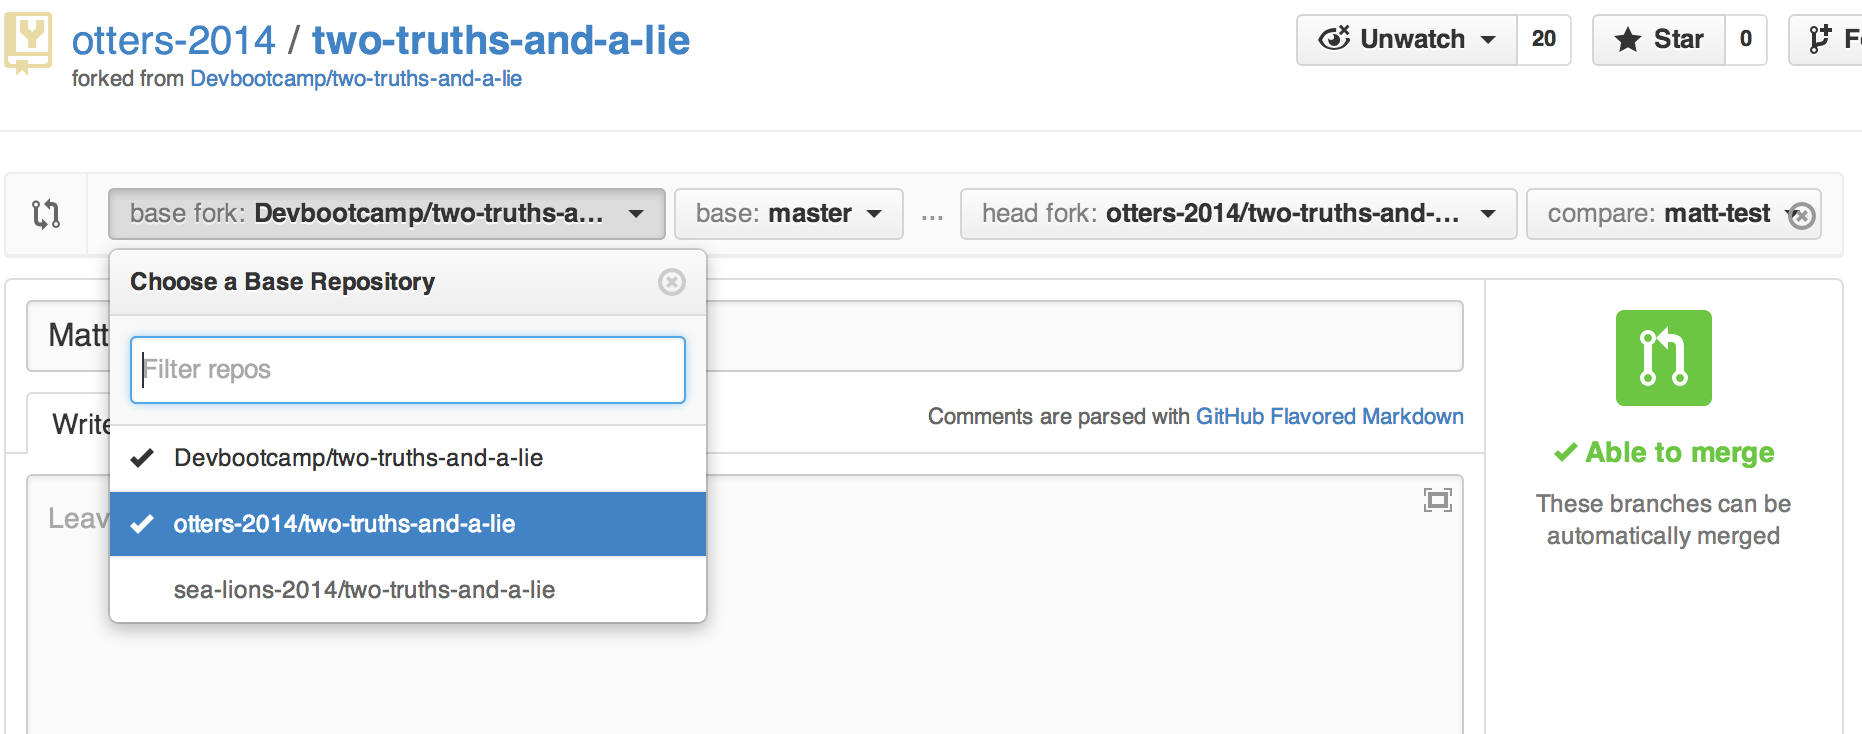 otters-2014 / two-truths-and-a-lie
forked from Devbootcamp/two-truths-and-a-lie
Unwatch 20 Star 0
base fork: Devbootcamp/two-truths-a... base: master ... head fork: otters-2014/two-truths-and-... compare: matt-test
Choose a Base Repository
Matt
Filter repos
Write
Comments are parsed with GitHub Flavored Markdown
Devbootcamp/two-truths-and-a-lie
Leav
otters-2014/two-truths-and-a-lie
sea-lions-2014/two-truths-and-a-lie
Able to merge
These branches can be
automatically merged